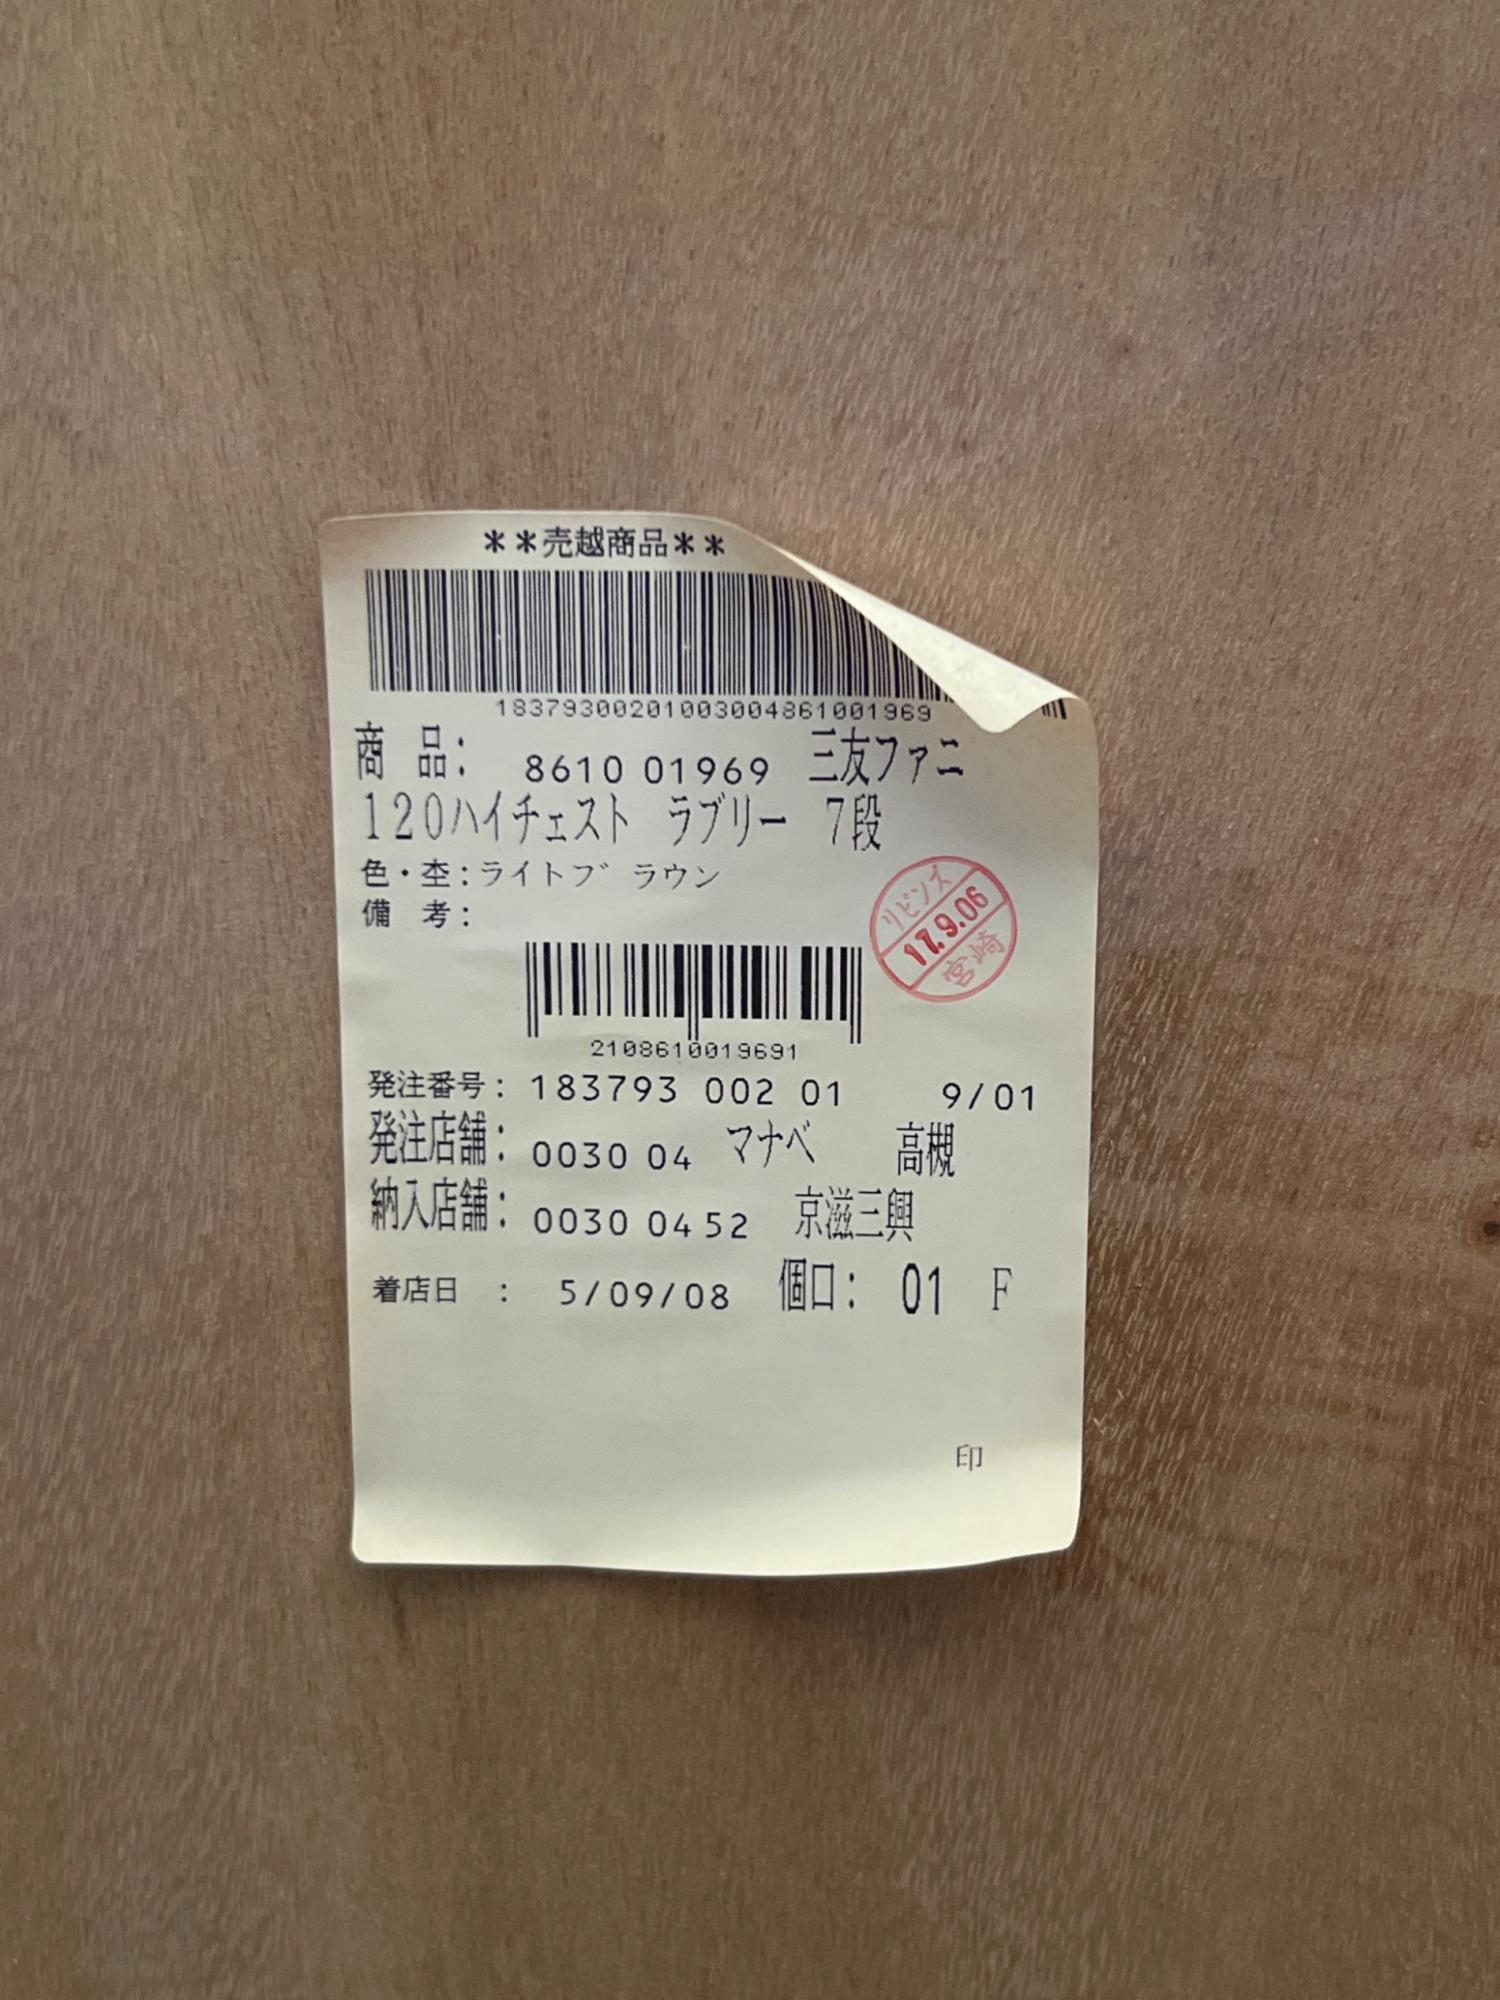 ＊＊売越商品＊＊
18379300201003004861001969
商　品： 8610 01969 三友ファニ
120ハイチェスト ラブリー 7段
色・杢：ライトブラウン
備　考：
リビンズ
17.9.06
宮崎
2108610019691
発注番号： 183793 002 01 9/01
発注店舗： 0030 04 マナベ 高槻
納入店舗： 0030 0452 京滋三興
着店日 ： 5/09/08 個口： 01 F
印